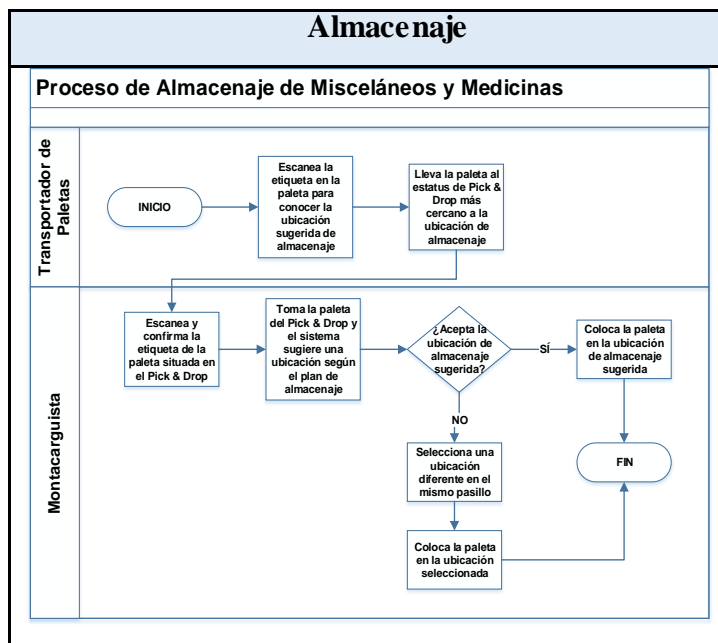 Almacenaje
Proceso de Almacenaje de Misceláneos y Medicinas
Transportador de
Paletas
INICIO
Escanea la
etiqueta en la
paleta para
conocer la
ubicación
sugerida de
almacenaje
Lleva la paleta al
estatus de Pick &
Drop más
cercano a la
ubicación de
almacenaje
Montacarguista
Escanea y
confirma la
etiqueta de la
paleta situada en
el Pick & Drop
Toma la paleta
del Pick & Drop y
el sistema
sugiere una
ubicación según
el plan de
almacenaje
¿Acepta la
ubicación de
almacenaje
sugerida?
SÍ
Coloca la paleta
en la ubicación
de almacenaje
sugerida
NO
Selecciona una
ubicación
diferente en el
mismo pasillo
FIN
Coloca la paleta
en la ubicación
seleccionada